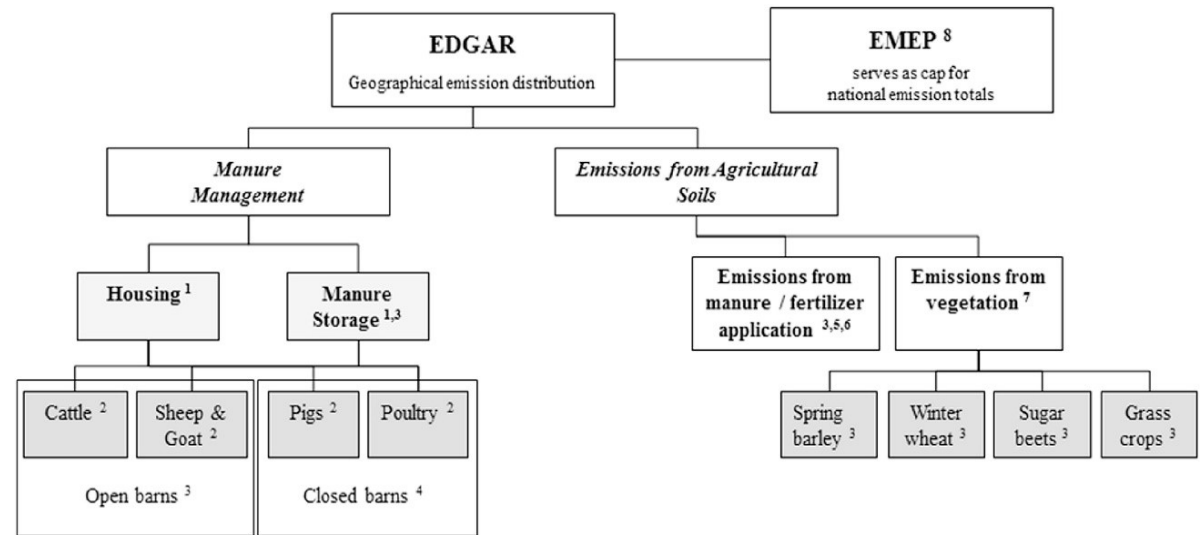 EDGAR
Geographical emission distribution
EMEP 8
serves as cap for
national emission totals
Manure
Management
Emissions from Agricultural
Soils
Housing 1
Manure
Storage 1,3
Emissions from
manure / fertilizer
application 3,5,6
Emissions from
vegetation 7
Cattle 2
Sheep &
Goat 2
Pigs 2
Poultry 2
Open barns 3
Closed barns 4
Spring
barley 3
Winter
wheat 3
Sugar
beets 3
Grass
crops 3